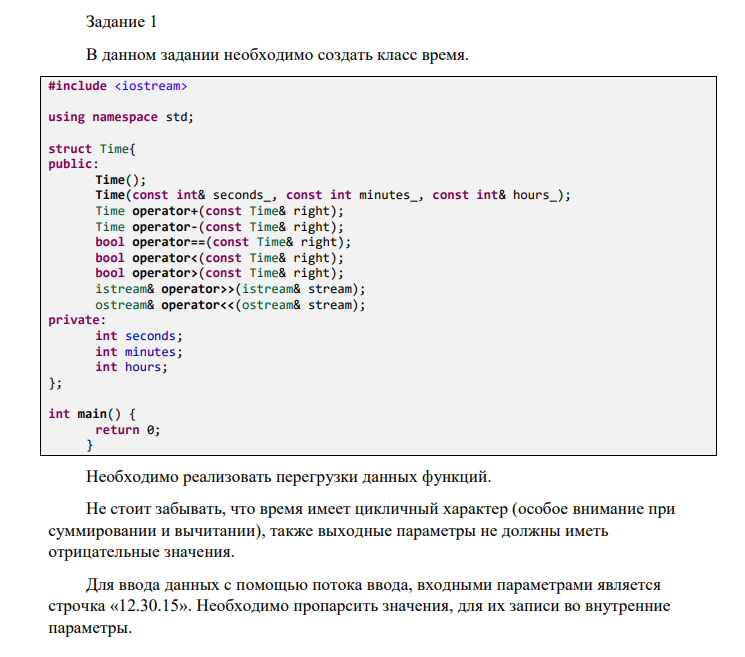 Задание 1
В данном задании необходимо создать класс время.
#include <iostream>
using namespace std;
struct Time{
public:
Time();
Time(const int& seconds_, const int minutes_, const int& hours_);
Time operator+(const Time& right);
Time operator-(const Time& right);
bool operator==(const Time& right);
bool operator<(const Time& right);
bool operator>(const Time& right);
istream& operator>>(istream& stream);
ostream& operator<<(ostream& stream);
private:
int seconds;
int minutes;
int hours;
};
int main() {
return 0;
}
Необходимо реализовать перегрузки данных функций.
Не стоит забывать, что время имеет цикличный характер (особое внимание при
суммировании и вычитании), также выходные параметры не должны иметь
отрицательные значения.
Для ввода данных с помощью потока ввода, входными параметрами является
строчка «12.30.15». Необходимо пропарсить значения, для их записи во внутренние
параметры.